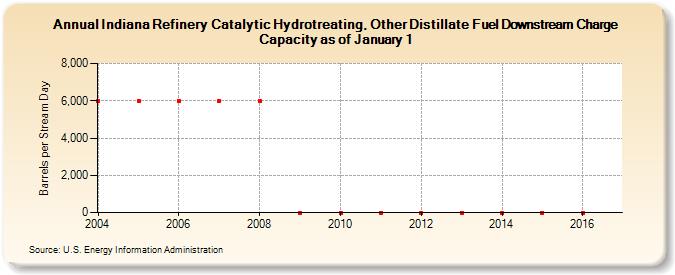 Annual Indiana Refinery Catalytic Hydrotreating, Other Distillate Fuel Downstream Charge
Capacity as of January 1
Barrels per Stream Day
8,000
6,000
4,000
2,000
0
2004 2006 2008 2010 2012 2014 2016
Source: U.S. Energy Information Administration